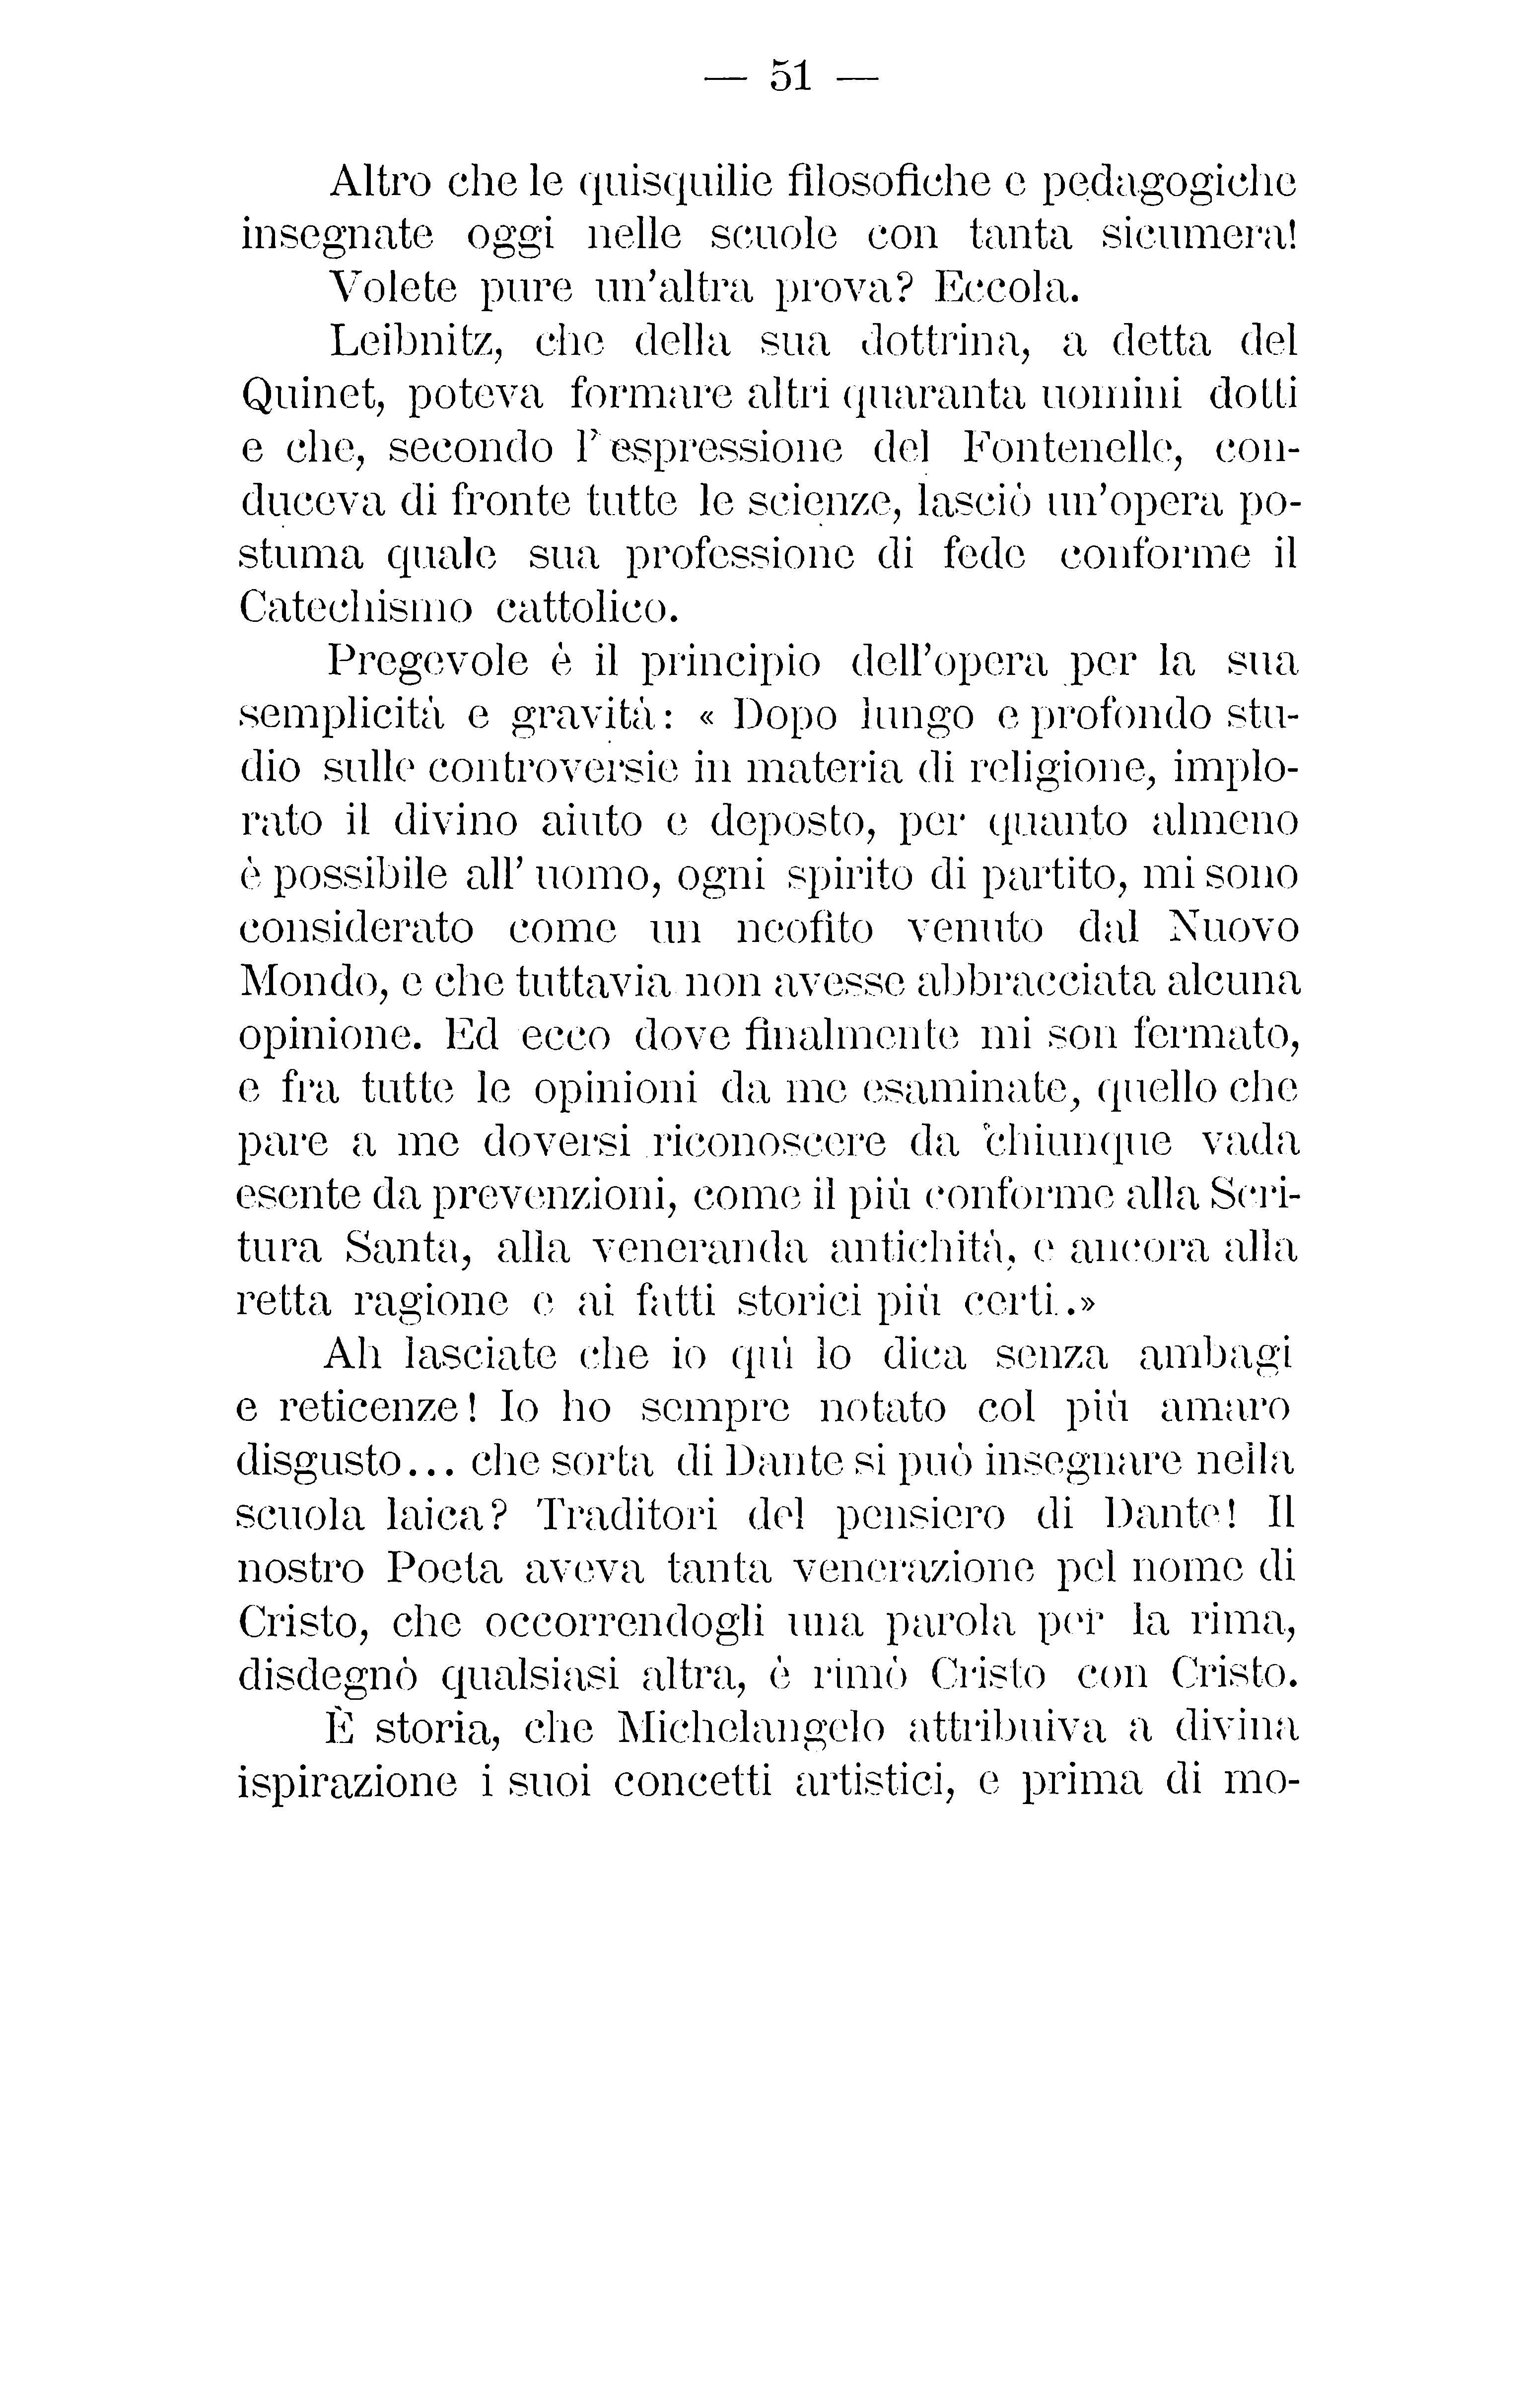 — 51 —
Altro che le quisquilie filosofiche e pedagogiche
insegnate oggi nelle scuole con tanta sicumera!
Volete pure un'altra prova? Eccola.
Leibnitz, che della sua dottrina, a detta del
Quinet, poteva formare altri quaranta uomini dotti
e che, secondo l'espressione del Fontenelle, con-
duceva di fronte tutte le scienze, lasciò un'opera po-
stuma quale sua professione di fede conforme il
Catechismo cattolico.
Pregevole è il principio dell'opera per la sua
semplicità e gravità: « Dopo lungo e profondo stu-
dio sulle controversie in materia di religione, implo-
rato il divino aiuto e deposto, per quanto almeno
è possibile all' uomo, ogni spirito di partito, mi sono
considerato come un neofito venuto dal Nuovo
Mondo, e che tuttavia non avesse abbracciata alcuna
opinione. Ed ecco dove finalmente mi son fermato,
e fra tutte le opinioni da me esaminate, quello che
pare a me doversi riconoscere da chiunque vada
esente da prevenzioni, come il più conforme alla Scri-
tura Santa, alla veneranda antichità, e ancora alla
retta ragione e ai fatti storici più certi..»
Ah lasciate che io quì lo dica senza ambagi
e reticenze! Io ho sempre notato col più amaro
disgusto... che sorta di Dante si può insegnare nella
scuola laica? Traditori del pensiero di Dante! Il
nostro Poeta aveva tanta venerazione pel nome di
Cristo, che occorrendogli una parola per la rima,
disdegnò qualsiasi altra, è rimò Cristo con Cristo.
È storia, che Michelangelo attribuiva a divina
ispirazione i suoi concetti artistici, e prima di mo-